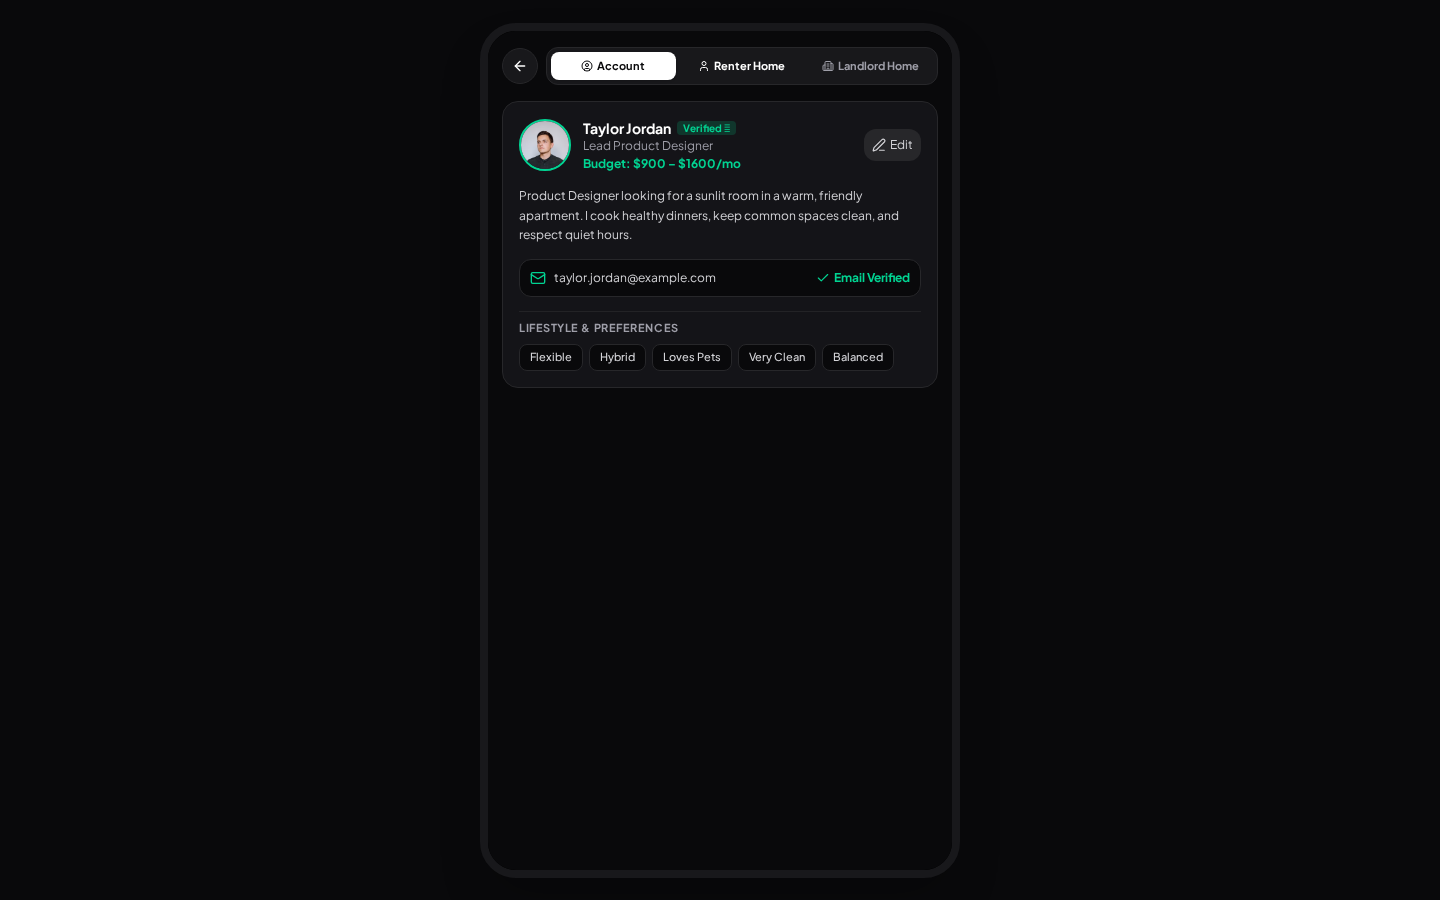 Account
Renter Home
Landlord Home
Taylor Jordan
Verified
Lead Product Designer
Budget: $900 – $1600/mo
Edit
Product Designer looking for a sunlit room in a warm, friendly
apartment. I cook healthy dinners, keep common spaces clean, and
respect quiet hours.
taylor.jordan@example.com
Email Verified
LIFESTYLE & PREFERENCES
Flexible
Hybrid
Loves Pets
Very Clean
Balanced